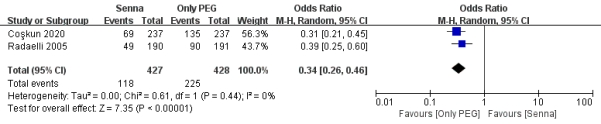 Senna Only PEG Odds Ratio Odds Ratio
Study or Subgroup Events Total Events Total Weight M-H, Random, 95% CI M-H, Random, 95% CI
Coşkun 2020 69 237 135 237 56.3% 0.31 [0.21, 0.45]
Radaelli 2005 49 190 90 191 43.7% 0.39 [0.25, 0.60]
Total (95% CI) 427 428 100.0% 0.34 [0.26, 0.46]
Total events 118 225
Heterogeneity: Tau² = 0.00; Chi² = 0.61, df = 1 (P = 0.44); I² = 0%
Test for overall effect: Z = 7.35 (P < 0.00001)
0.01 0.1 1 10 100
Favours [Only PEG] Favours [Senna]